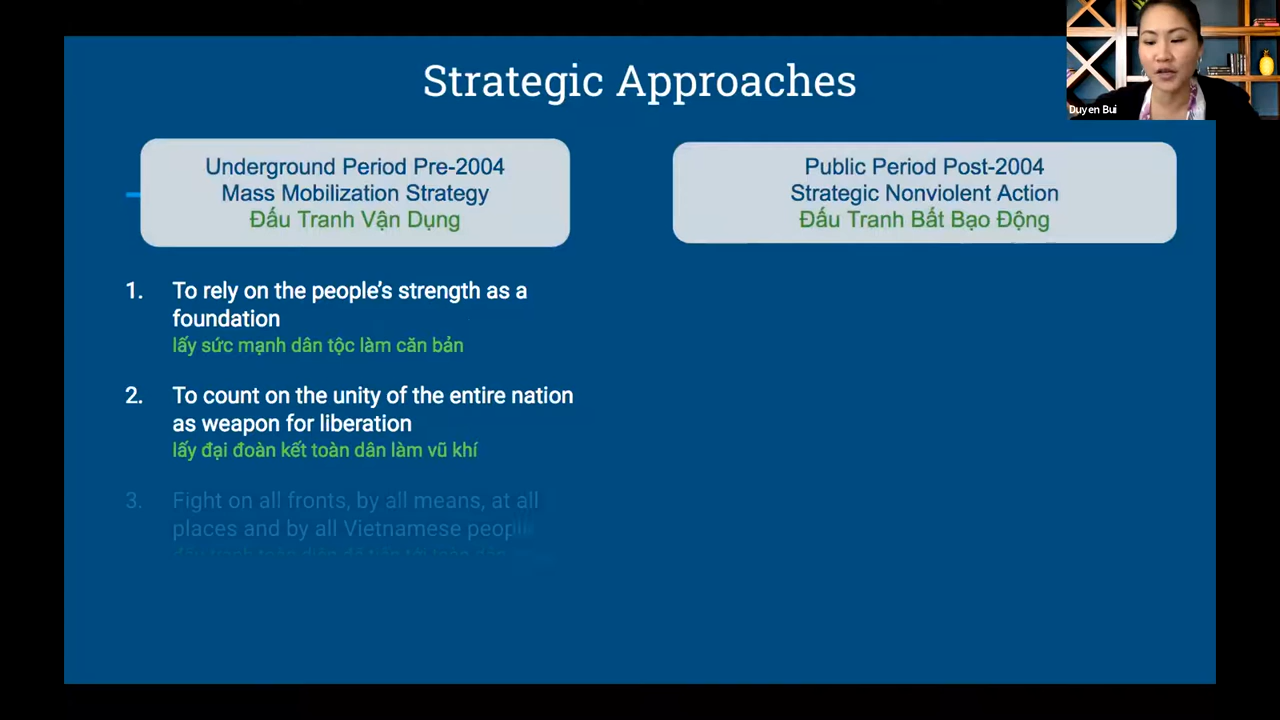 Strategic Approaches
Duyen Bui
Underground Period Pre-2004
Mass Mobilization Strategy
Đấu Tranh Vận Dụng
Public Period Post-2004
Strategic Nonviolent Action
Đấu Tranh Bất Bạo Động
1. To rely on the people's strength as a
foundation
lấy sức mạnh dân tộc làm căn bản
2. To count on the unity of the entire nation
as weapon for liberation
lấy đại đoàn kết toàn dân làm vũ khí
3. Fight on all fronts, by all means, at all
places and by all Vietnamese